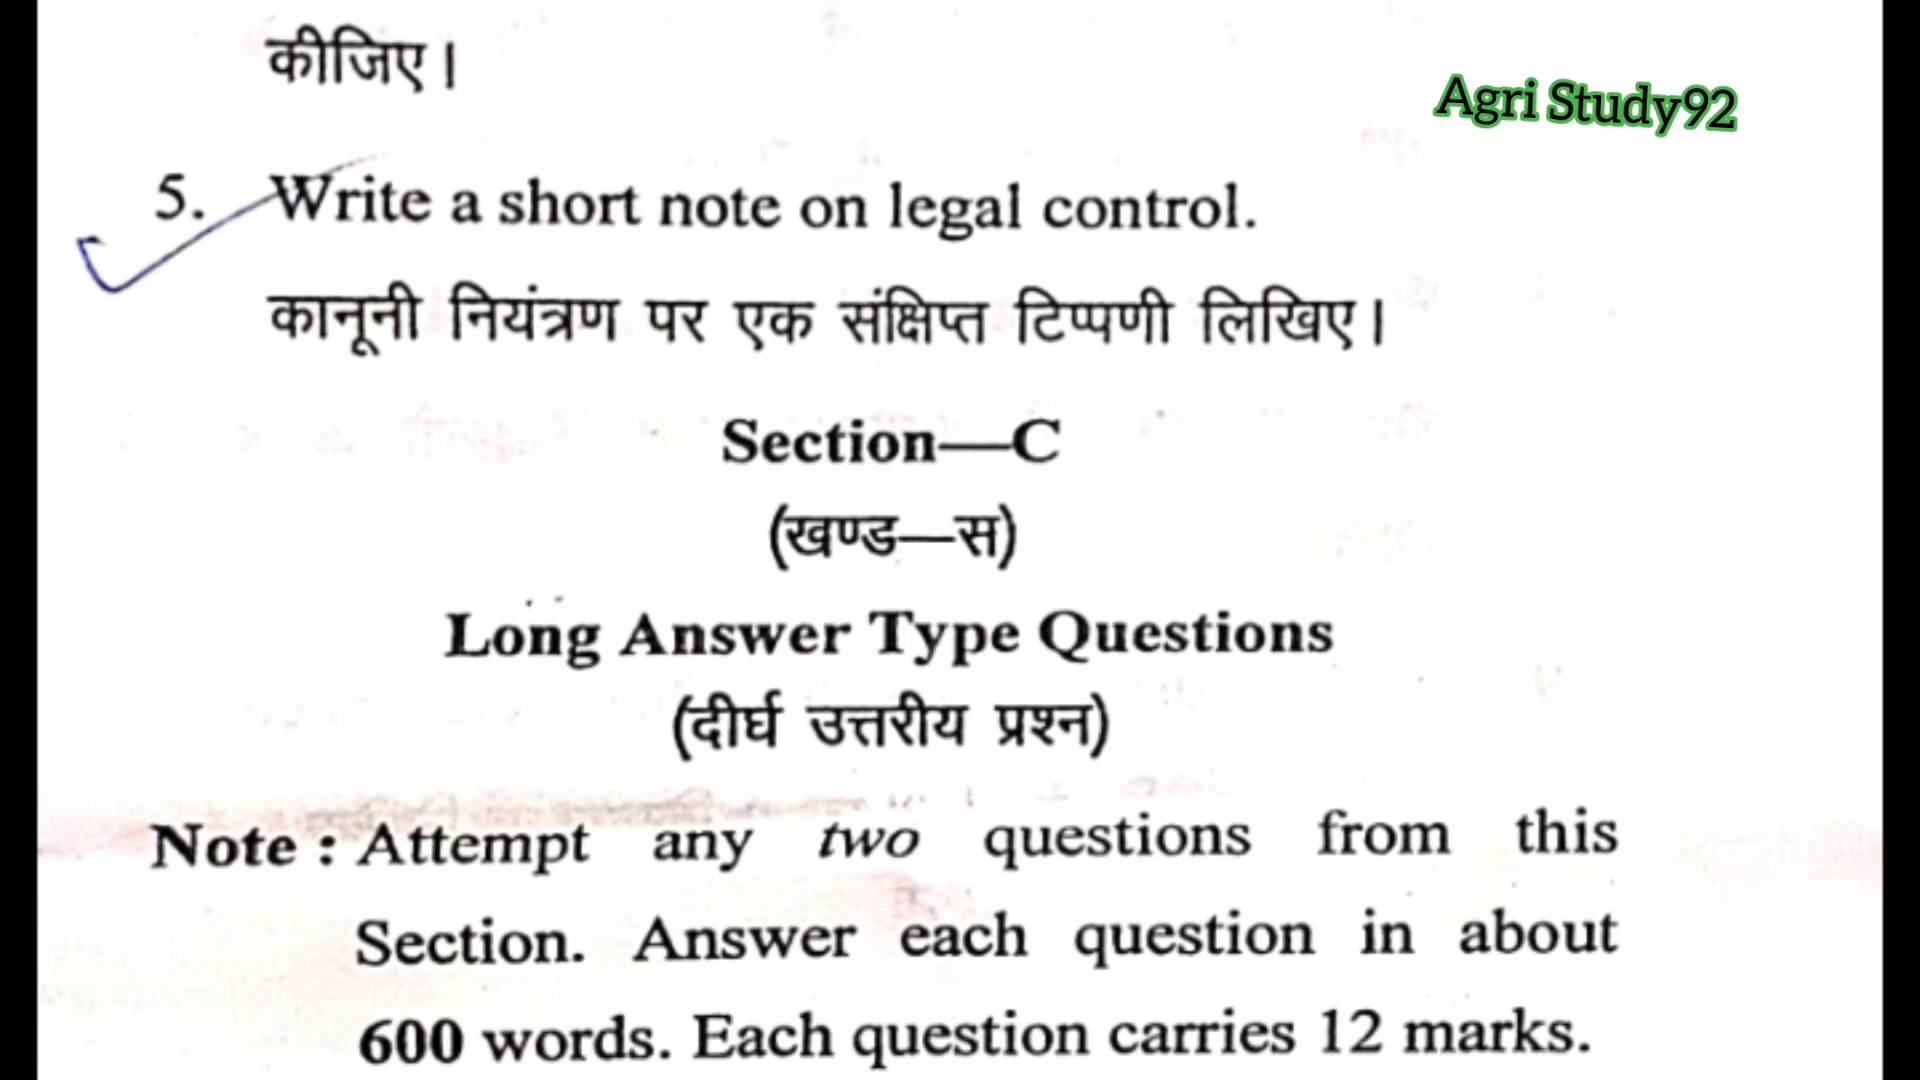 कीजिए।
Agri Study92
5. Write a short note on legal control.
कानूनी नियंत्रण पर एक संक्षिप्त टिप्पणी लिखिए।
Section—C
(खण्ड—स)
Long Answer Type Questions
(दीर्घ उत्तरीय प्रश्न)
Note : Attempt any two questions from this
Section. Answer each question in about
600 words. Each question carries 12 marks.